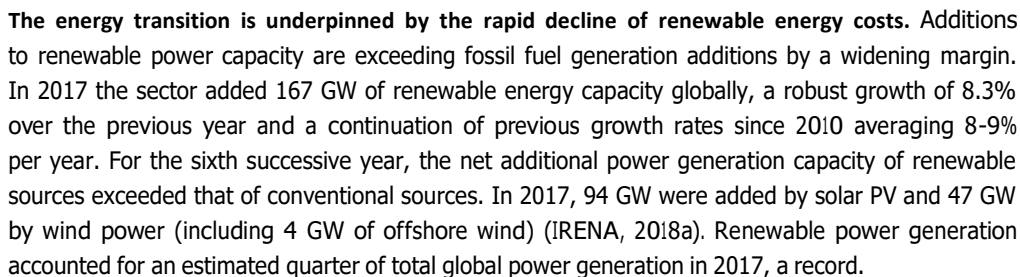 The energy transition is underpinned by the rapid decline of renewable energy costs. Additions
to renewable power capacity are exceeding fossil fuel generation additions by a widening margin.
In 2017 the sector added 167 GW of renewable energy capacity globally, a robust growth of 8.3%
over the previous year and a continuation of previous growth rates since 2010 averaging 8-9%
per year. For the sixth successive year, the net additional power generation capacity of renewable
sources exceeded that of conventional sources. In 2017, 94 GW were added by solar PV and 47 GW
by wind power (including 4 GW of offshore wind) (IRENA, 2018a). Renewable power generation
accounted for an estimated quarter of total global power generation in 2017, a record.